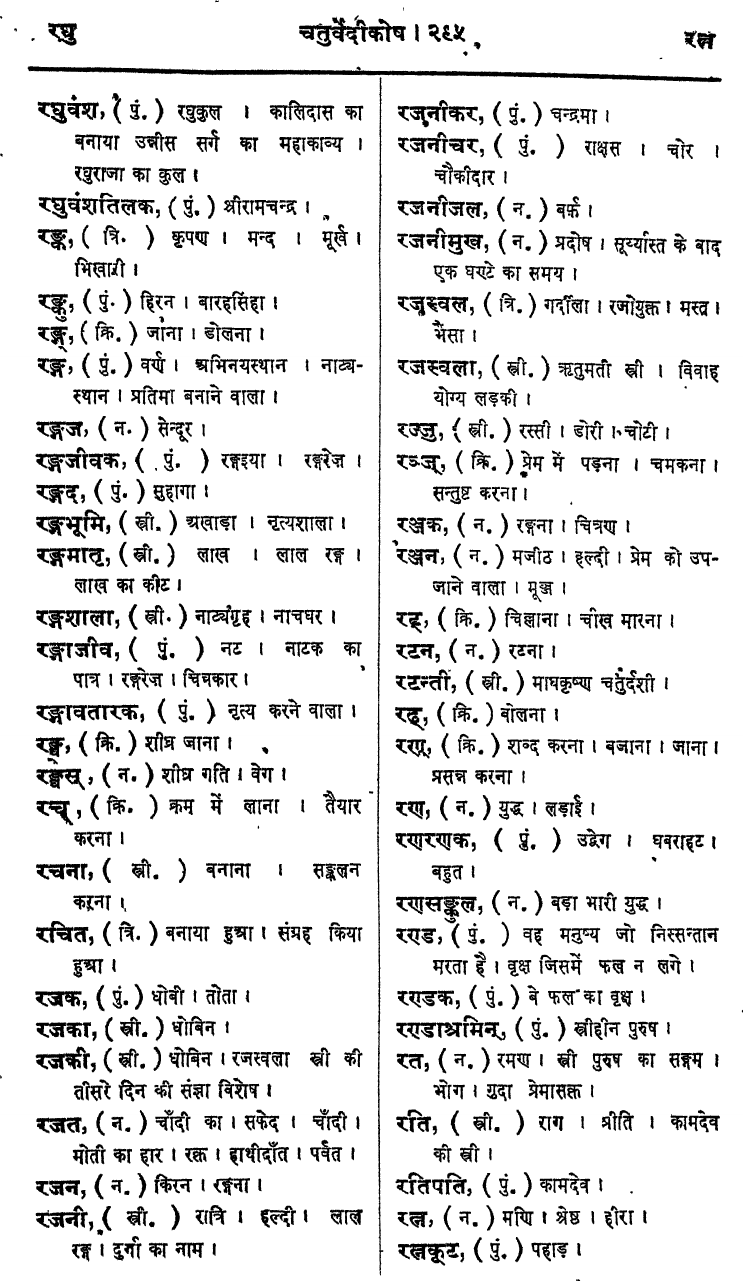 रघु
चतुर्वेदीकोष । २९५
रत्न
रघुवंश, ( पुं. ) रघुकुल । कालिदास का
बनाया उन्नीस सर्ग का महाकाव्य ।
रघुराजा का कुल ।
रघुवंशतिलक, ( पुं. ) श्रीरामचन्द्र ।
रङ्क, ( त्रि. ) कृपण । मन्द । मूर्ख ।
भिखारी ।
रङ्कु, ( पुं. ) हिरन । बारहसिंहा ।
रङ्ग्, ( क्रि. ) जाना । डोलना ।
रङ्ग, ( पुं. ) वर्ण । अभिनयस्थान । नाट्य-
स्थान । प्रतिमा बनाने वाला ।
रङ्गज, ( न. ) सेन्दूर ।
रङ्गजीवक, ( पुं. ) रङ्गइया । रङ्गरेज ।
रङ्गद, ( पुं. ) सुहागा ।
रङ्गभूमि, ( स्त्री. ) अखाड़ा । नृत्यशाला ।
रङ्गमातृ, ( स्त्री. ) लाख । लाल रङ्ग ।
लाख का कीट ।
रङ्गशाला, ( स्त्री. ) नाट्यगृह । नाचघर ।
रङ्गाजीव, ( पुं. ) नट । नाटक का
पात्र । रङ्गरेज । चित्रकार ।
रङ्गावतारक, ( पुं. ) नृत्य करने वाला ।
रङ्घ्, ( क्रि. ) शीघ्र जाना ।
रङ्घस्, ( न. ) शीघ्र गति । वेग ।
रच्, ( क्रि. ) क्रम में लाना । तैयार
करना ।
रचना, ( स्त्री. ) बनाना । सङ्कलन
करना ।
रचित, ( त्रि. ) बनाया हुआ । संग्रह किया
हुआ ।
रजक, ( पुं. ) धोबी । तोता ।
रजका, ( स्त्री. ) धोबिन ।
रजकी, ( स्त्री. ) धोबिन । रजस्वला स्त्री की
तीसरे दिन की संज्ञा विशेष ।
रजत, ( न. ) चाँदी का । सफेद । चाँदी ।
मोती का हार । रक्त । हाथीदाँत । पर्वत ।
रजन, ( न. ) किरन । रङ्गना ।
रजनी, ( स्त्री. ) रात्रि । हल्दी । लाल
रङ्ग । दुर्गा का नाम ।
रजनीकर, ( पुं. ) चन्द्रमा ।
रजनीचर, ( पुं. ) राक्षस । चोर ।
चौकीदार ।
रजनीजल, ( न. ) बर्फ़ ।
रजनीमुख, ( न. ) प्रदोष । सूर्य्यास्त के बाद
एक घण्टे का समय ।
रजस्वल, ( त्रि. ) गर्दीला । रजोयुक्त । मस्त ।
भैंसा ।
रजस्वला, ( स्त्री. ) ऋतुमती स्त्री । विवाह
योग्य लड़की ।
रज्जु, ( स्त्री. ) रस्सी । डोरी । चोटी ।
रञ्ज्, ( क्रि. ) प्रेम में पड़ना । चमकना ।
सन्तुष्ट करना ।
रञ्जक, ( न. ) रङ्गना । चित्रण ।
रञ्जन, ( न. ) मजीठ । हल्दी । प्रेम को उप-
जाने वाला । मूञ्ज ।
रट्, ( क्रि. ) चिल्लाना । चीख मारना ।
रटन, ( न. ) रटना ।
रटन्ती, ( स्त्री. ) माघकृष्ण चतुर्दशी ।
रठ्, ( क्रि. ) बोलना ।
रण्, ( क्रि. ) शब्द करना । बजाना । जाना ।
प्रसन्न करना ।
रण, ( न. ) युद्ध । लड़ाई ।
रणरणक, ( पुं. ) उद्वेग । घबराहट ।
बहुत ।
रणसङ्कुल, ( न. ) बड़ा भारी युद्ध ।
रण्ड, ( पुं. ) वह मनुष्य जो निस्सन्तान
मरता है । वृक्ष जिसमें फल न लगे ।
रण्डक, ( पुं. ) बे फल का वृक्ष ।
रण्डाश्रमिन्, ( पुं. ) स्त्रीहीन पुरुष ।
रत, ( न. ) रमण । स्त्री पुरुष का सङ्गम ।
भोग । गुदा प्रेमासक्त ।
रति, ( स्त्री. ) राग । प्रीति । कामदेव
की स्त्री ।
रतिपति, ( पुं. ) कामदेव ।
रत्न, ( न. ) मणि । श्रेष्ठ । हीरा ।
रत्नकूट, ( पुं. ) पहाड़ ।